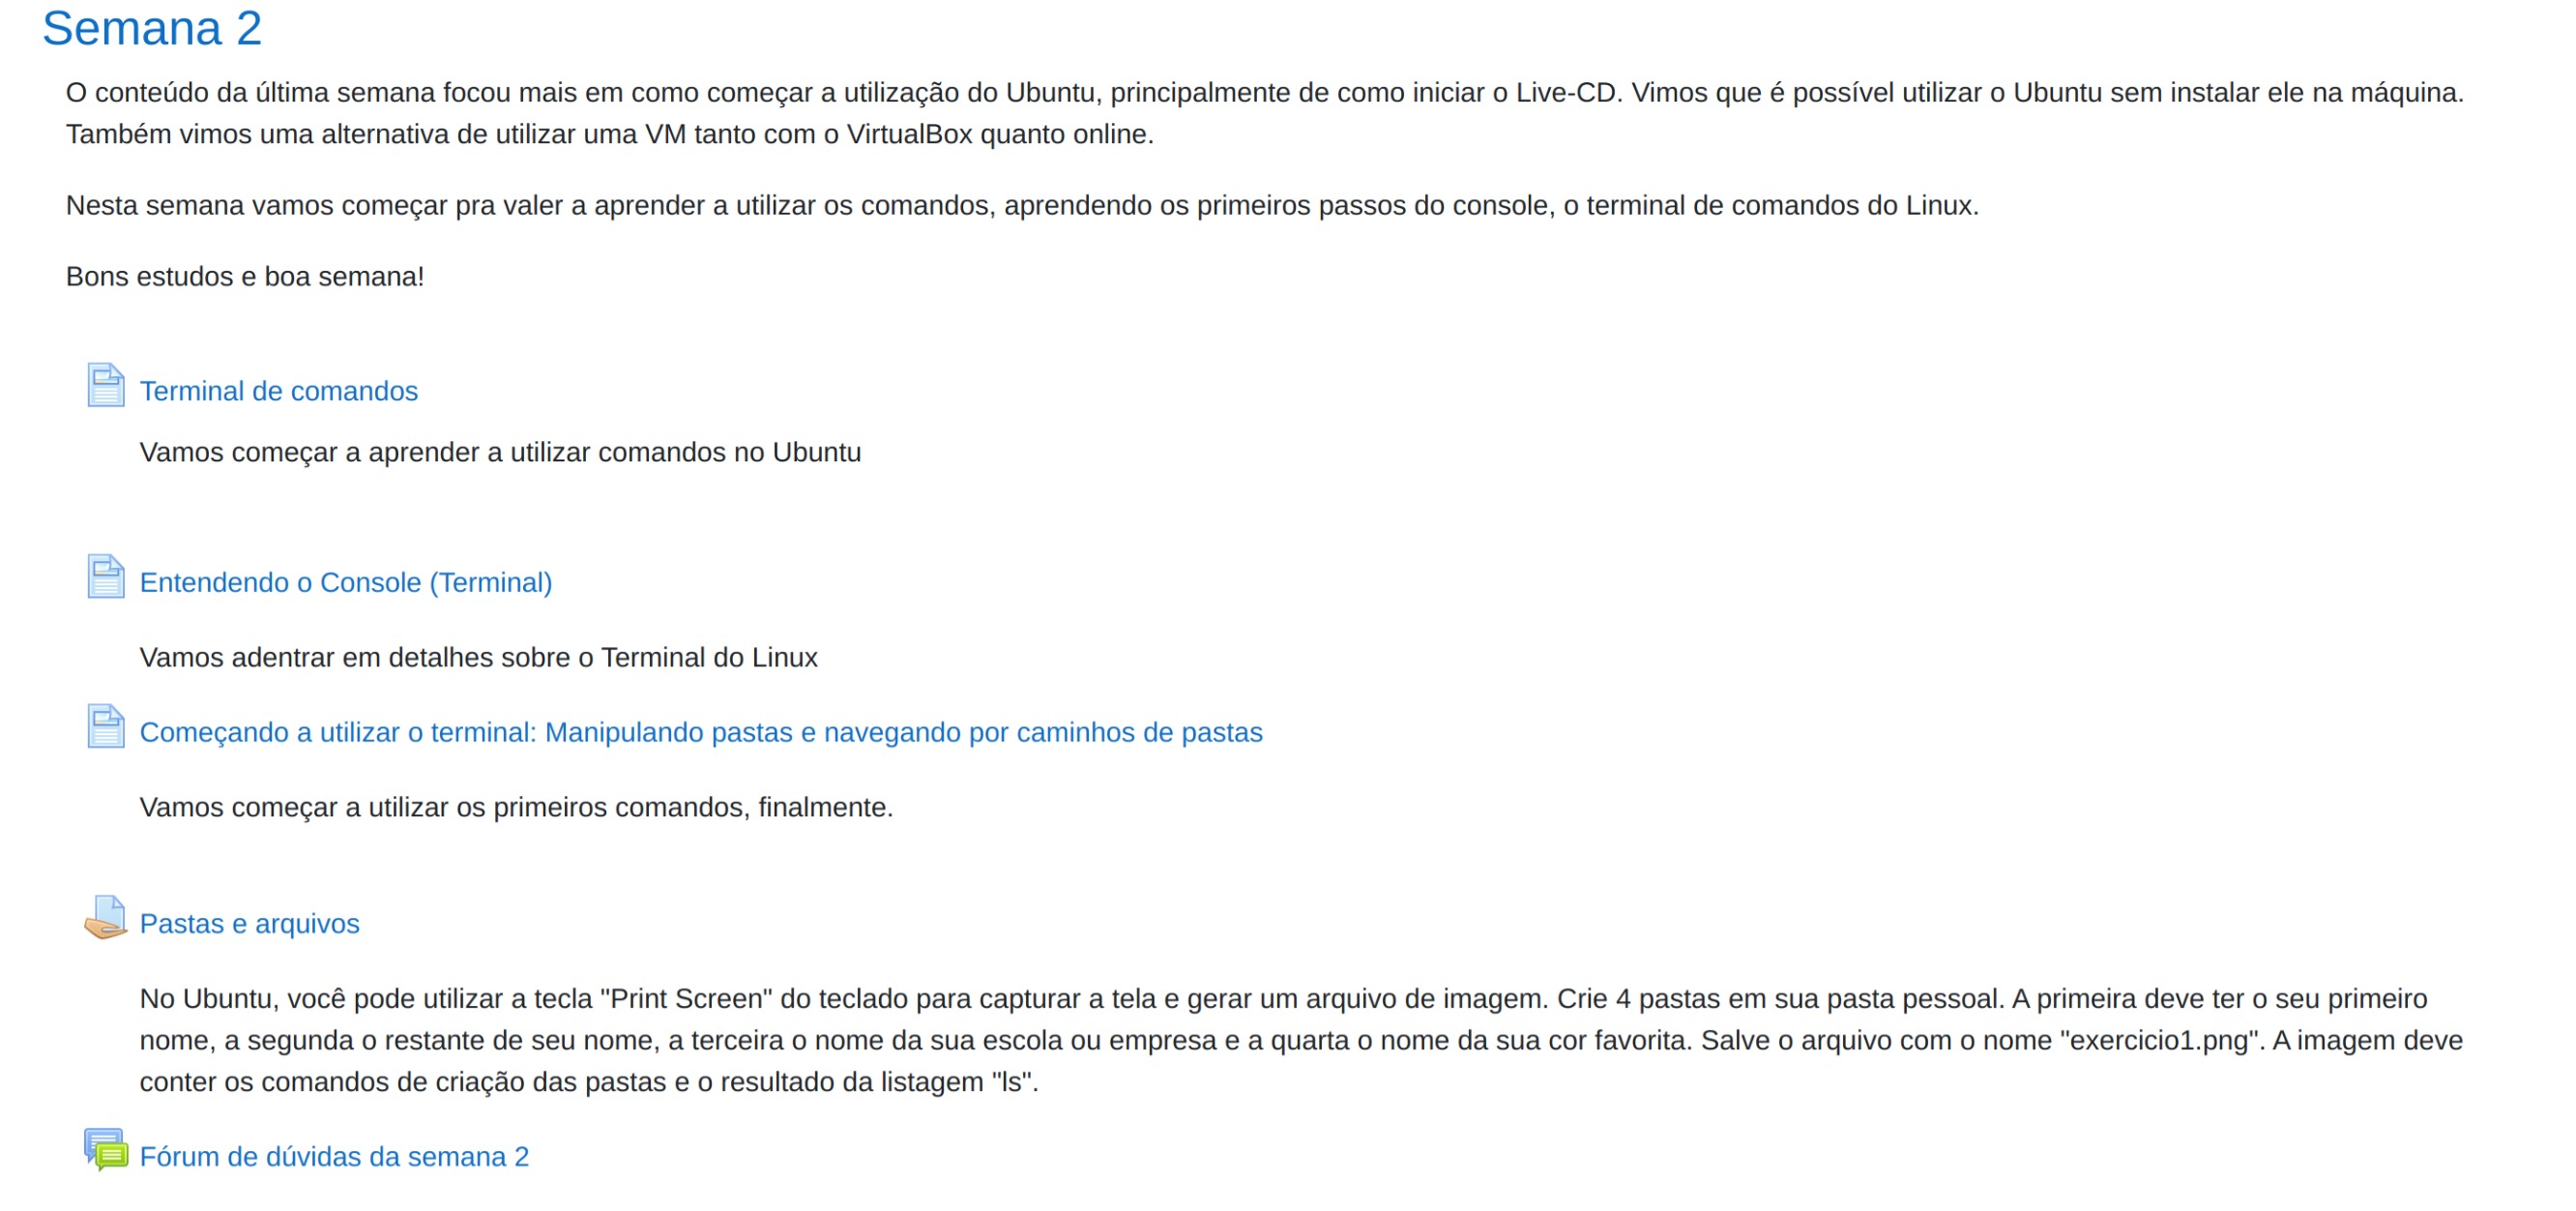 Semana 2
O conteúdo da última semana focou mais em como começar a utilização do Ubuntu, principalmente de como iniciar o Live-CD. Vimos que é possível utilizar o Ubuntu sem instalar ele na máquina.
Também vimos uma alternativa de utilizar uma VM tanto com o VirtualBox quanto online.
Nesta semana vamos começar pra valer a aprender a utilizar os comandos, aprendendo os primeiros passos do console, o terminal de comandos do Linux.
Bons estudos e boa semana!
Terminal de comandos
Vamos começar a aprender a utilizar comandos no Ubuntu
Entendendo o Console (Terminal)
Vamos adentrar em detalhes sobre o Terminal do Linux
Começando a utilizar o terminal: Manipulando pastas e navegando por caminhos de pastas
Vamos começar a utilizar os primeiros comandos, finalmente.
Pastas e arquivos
No Ubuntu, você pode utilizar a tecla "Print Screen" do teclado para capturar a tela e gerar um arquivo de imagem. Crie 4 pastas em sua pasta pessoal. A primeira deve ter o seu primeiro
nome, a segunda o restante de seu nome, a terceira o nome da sua escola ou empresa e a quarta o nome da sua cor favorita. Salve o arquivo com o nome "exercicio1.png". A imagem deve
conter os comandos de criação das pastas e o resultado da listagem "ls".
Fórum de dúvidas da semana 2